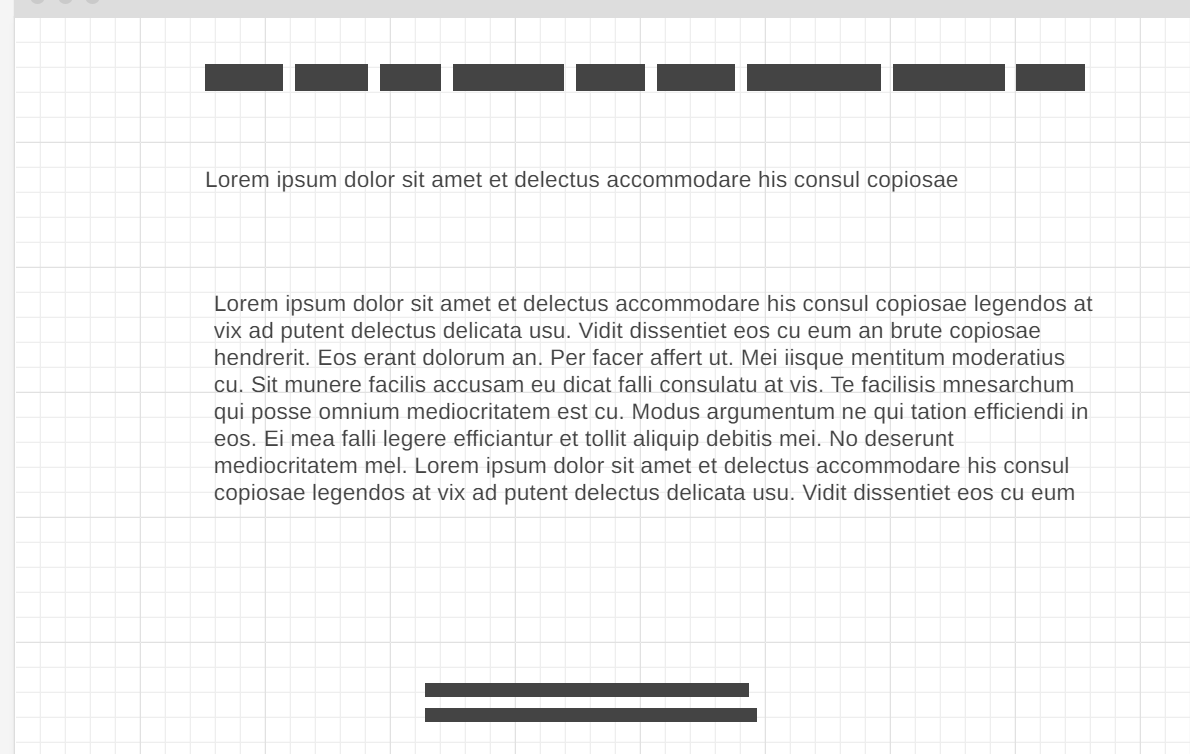 Lorem ipsum dolor sit amet et delectus accommodare his consul copiosae
Lorem ipsum dolor sit amet et delectus accommodare his consul copiosae legendos at
vix ad putent delectus delicata usu. Vidit dissentiet eos cu eum an brute copiosae
hendrerit. Eos erant dolorum an. Per facer affert ut. Mei iisque mentitum moderatius
cu. Sit munere facilis accusam eu dicat falli consulatu at vis. Te facilisis mnesarchum
qui posse omnium mediocritatem est cu. Modus argumentum ne qui tation efficiendi in
eos. Ei mea falli legere efficiantur et tollit aliquip debitis mei. No deserunt
mediocritatem mel. Lorem ipsum dolor sit amet et delectus accommodare his consul
copiosae legendos at vix ad putent delectus delicata usu. Vidit dissentiet eos cu eum